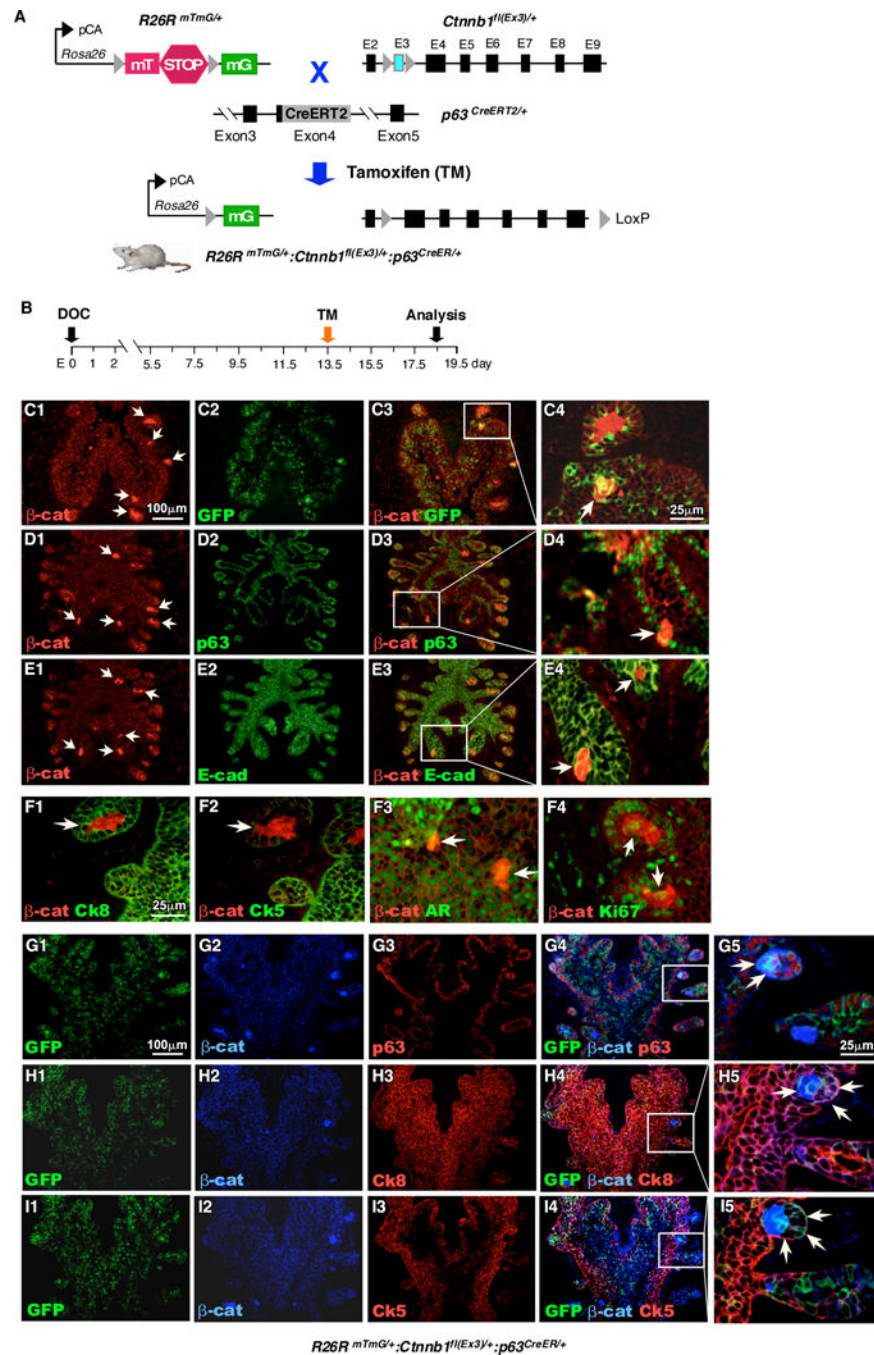 A
R26R mTmG/+
Ctnnb1 fl(Ex3)/+
pCA
Rosa26
mT STOP mG
X
E2 E3 E4 E5 E6 E7 E8 E9
CreERT2
p63 CreERT2/+
Exon3 Exon4 Exon5
Tamoxifen (TM)
pCA
Rosa26
mG
LoxP
R26R mTmG/+:Ctnnb1fl(Ex3)/+:p63CreER/+
B
DOC TM Analysis
E 0 1 2 5.5 7.5 9.5 11.5 13.5 15.5 17.5 19.5 day
C1 C2 C3 C4
β-cat 100μm GFP β-cat GFP 25μm
D1 D2 D3 D4
β-cat p63 β-cat p63
E1 E2 E3 E4
β-cat E-cad β-cat E-cad
F1 F2 F3 F4
β-cat Ck8 25μm β-cat Ck5 β-cat AR β-cat Ki67
G1 G2 G3 G4 G5
GFP 100μm β-cat p63 GFP β-cat p63 25μm
H1 H2 H3 H4 H5
GFP β-cat Ck8 GFP β-cat Ck8
I1 I2 I3 I4 I5
GFP β-cat Ck5 GFP β-cat Ck5
R26R mTmG/+:Ctnnb1fl(Ex3)/+:p63CreER/+